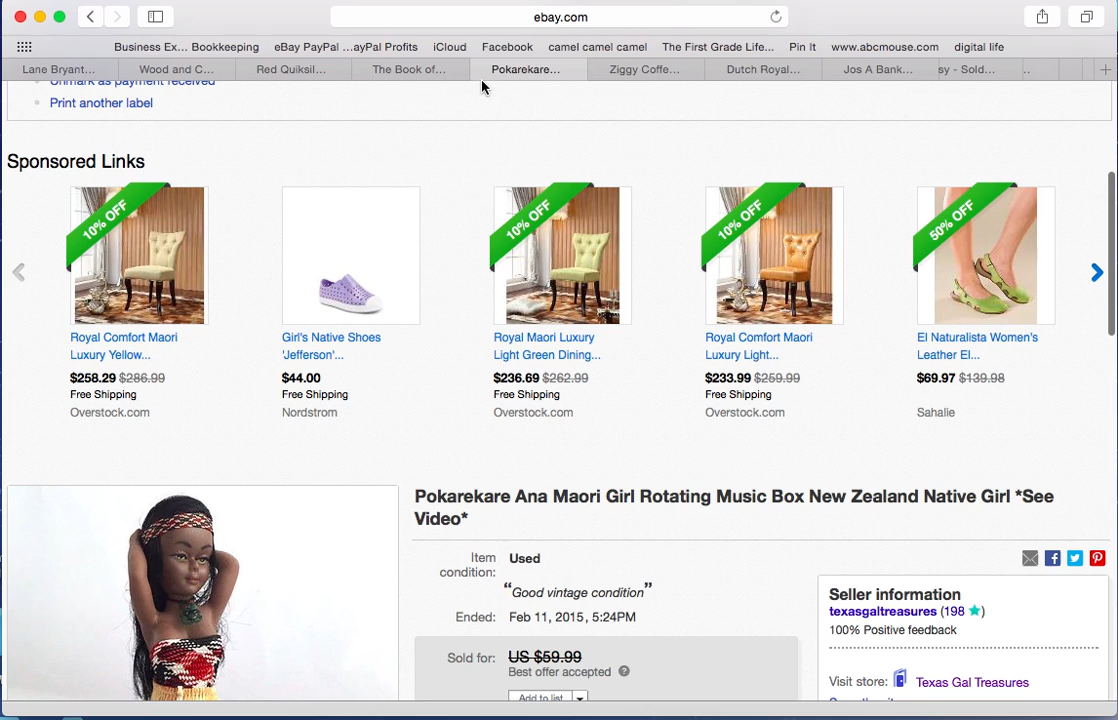 ebay.com
Business Ex... Bookkeeping eBay PayPal ...ayPal Profits iCloud Facebook camel camel camel The First Grade Life... Pin It www.abcmouse.com digital life
Lane Bryant... Wood and C... Red Quiksil... The Book of... Pokarekare... Ziggy Coffe... Dutch Royal... Jos A Bank... sy - Sold... ..
Unmark as payment received
Print another label
Sponsored Links
10% OFF 10% OFF 10% OFF 50% OFF
Royal Comfort Maori Girl's Native Shoes Royal Maori Luxury Royal Comfort Maori El Naturalista Women's
Luxury Yellow... 'Jefferson'... Light Green Dining... Luxury Light... Leather El...
$258.29 $286.99 $44.00 $236.69 $262.99 $233.99 $259.99 $69.97 $139.98
Free Shipping Free Shipping Free Shipping Free Shipping
Overstock.com Nordstrom Overstock.com Overstock.com Sahalie
Pokarekare Ana Maori Girl Rotating Music Box New Zealand Native Girl *See
Video*
Item condition: Used
“Good vintage condition”
Ended: Feb 11, 2015, 5:24PM
Sold for: US $59.99
Best offer accepted ?
Add to list
Seller information
texasgaltreasures (198 ★)
100% Positive feedback
Visit store: Texas Gal Treasures